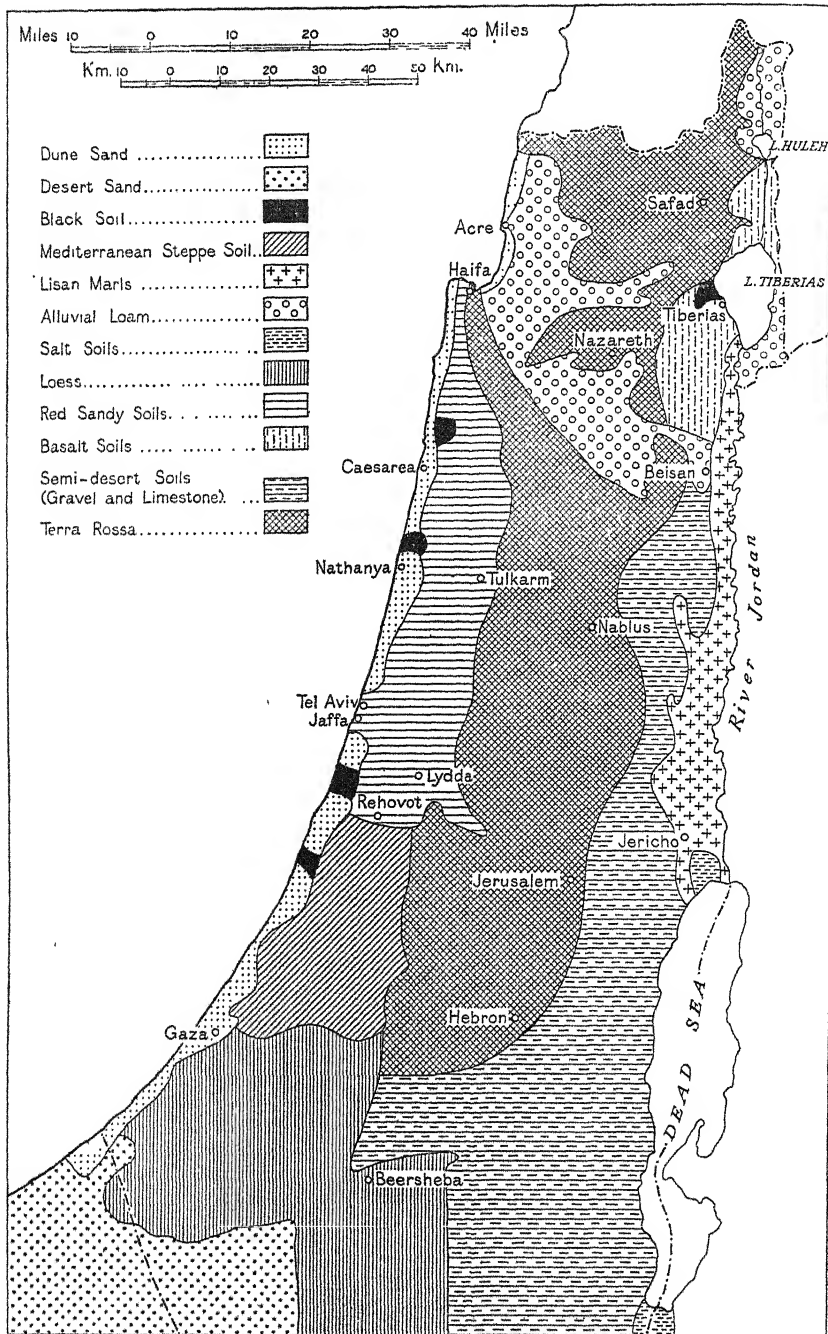 Miles 10 0 10 20 30 40 Miles
Km. 10 0 10 20 30 40 50 Km.
Dune Sand ..............
Desert Sand..............
Black Soil ...............
Mediterranean Steppe Soil..
Lisan Marls ..............
Alluvial Loam............
Salt Soils.................
Loess.....................
Red Sandy Soils. . ......
Basalt Soils .... .........
Semi-desert Soils
(Gravel and Limestone). ...
Terra Rossa...............
L. HULEH
Safad
Acre
Haifa
L. TIBERIAS
Tiberias
Nazareth
Caesarea
Beisan
Nathanya
Tulkarm
Nablus
River Jordan
Tel Aviv
Jaffa
Lydda
Rehovot
Jericho
Jerusalem
Hebron
Gaza
DEAD SEA
Beersheba